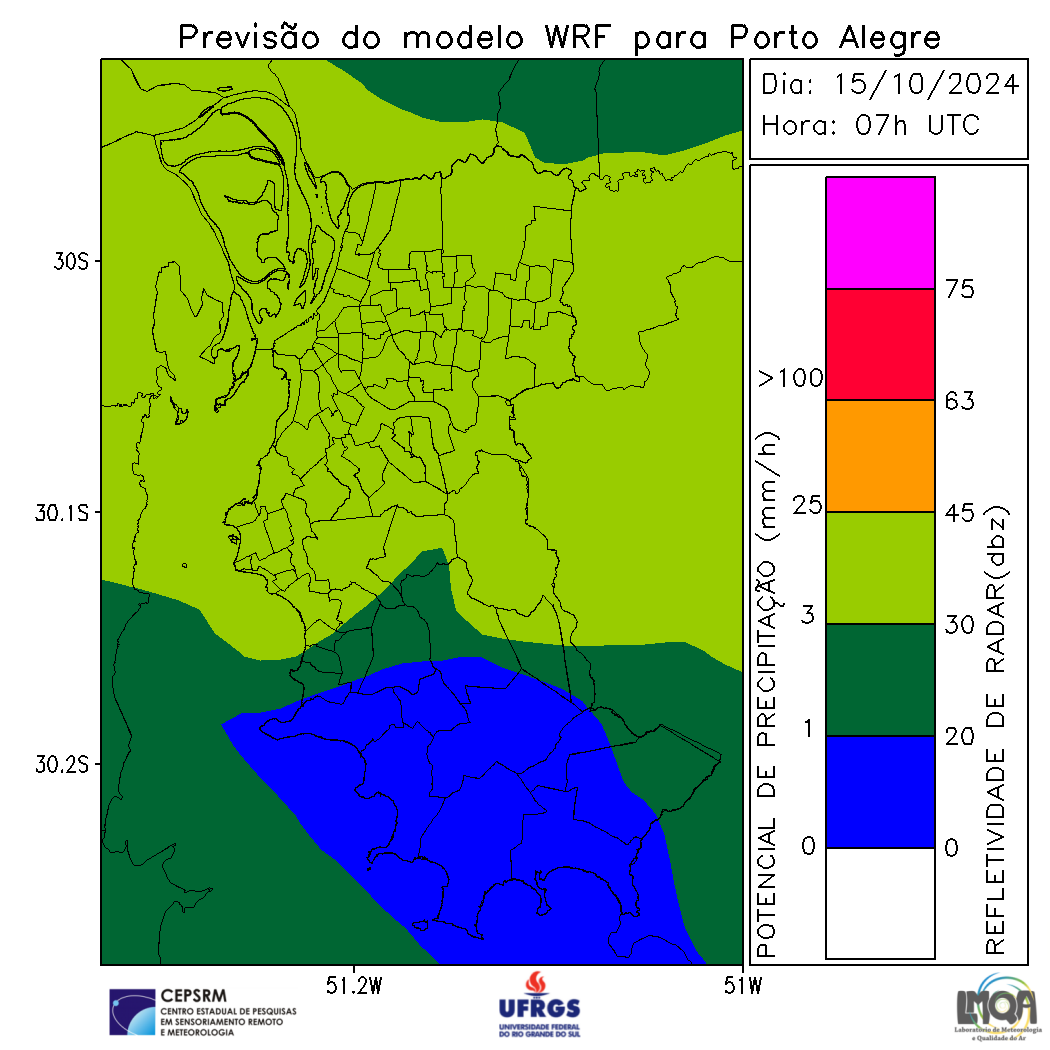 Previsão do modelo WRF para Porto Alegre
Dia: 15/10/2024
Hora: 07h UTC
30S
30.1S
30.2S
51.2W
51W
POTENCIAL DE PRECIPITAÇÃO (mm/h)
>100
25
3
1
0
75
63
45
30
20
0
REFLETIVIDADE DE RADAR(dbz)
CEPSRM
CENTRO ESTADUAL DE PESQUISAS
EM SENSORIAMENTO REMOTO
E METEOROLOGIA
UFRGS
UNIVERSIDADE FEDERAL
DO RIO GRANDE DO SUL
LMQA
Laboratório de Meteorologia
e Qualidade do Ar